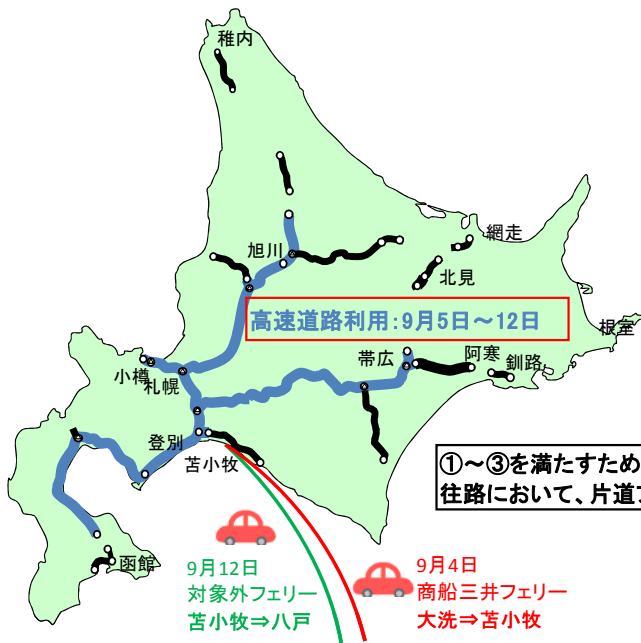 稚内
旭川
網走
北見
高速道路利用:9月5日～12日
根室
小樽
札幌
帯広
阿寒
釧路
登別
苫小牧
①～③を満たすため
往路において、片道
函館
9月12日
対象外フェリー
苫小牧⇒八戸
9月4日
商船三井フェリー
大洗⇒苫小牧